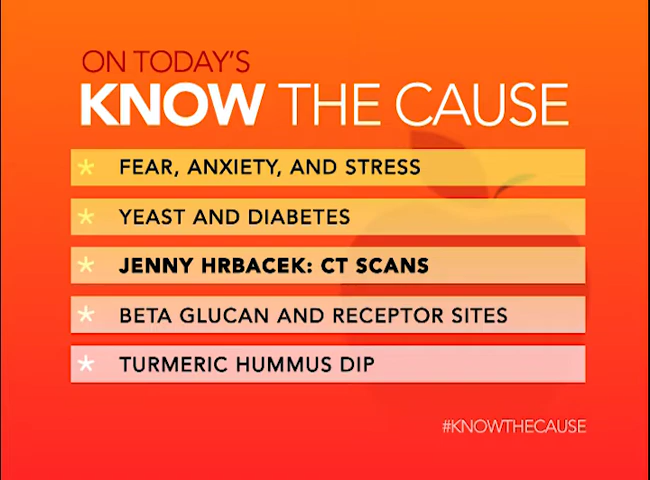 ON TODAY'S
KNOW THE CAUSE
* FEAR, ANXIETY, AND STRESS
* YEAST AND DIABETES
* JENNY HRBACEK: CT SCANS
* BETA GLUCAN AND RECEPTOR SITES
* TURMERIC HUMMUS DIP
#KNOWTHECAUSE